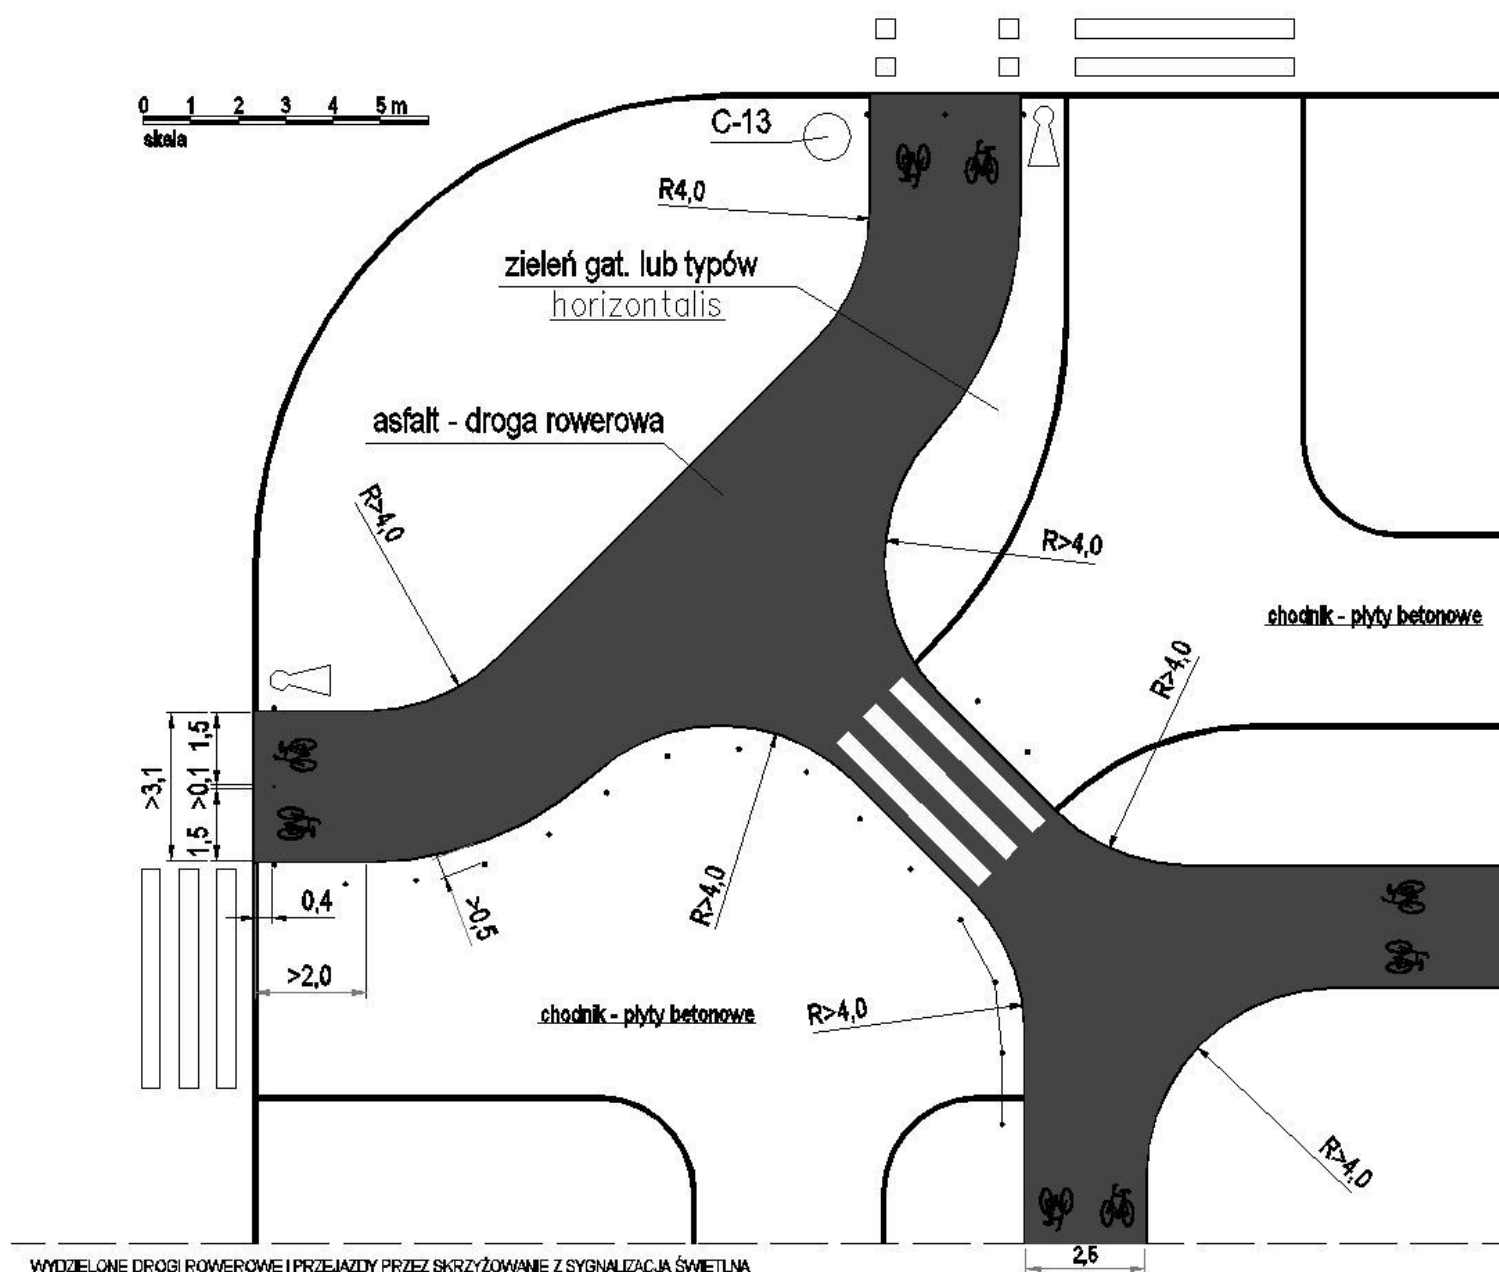 0 1 2 3 4 5 m
skala
C-13
R4,0
zieleń gat. lub typów
horizontalis
asfalt - droga rowerowa
R>4,0
R>4,0
chodnik - płyty betonowe
R>4,0
>3,1
1,5
>0,1
1,5
0,4
>0,5
>2,0
R>4,0
chodnik - płyty betonowe
R>4,0
R>4,0
2,5
WYDZIELONE DROGI ROWEROWE I PRZEJAZDY PRZEZ SKRZYŻOWANIE Z SYGNALIZACJĄ ŚWIETLNĄ